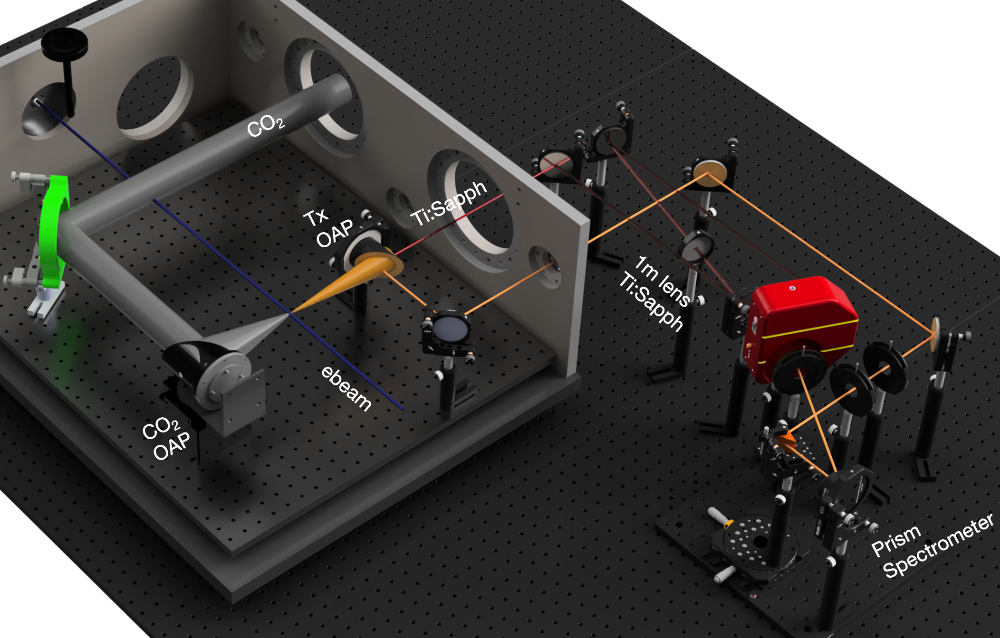 CO₂
Tx
OAP
Ti:Sapph
1m lens
Ti:Sapph
ebeam
CO₂
OAP
Prism
Spectrometer